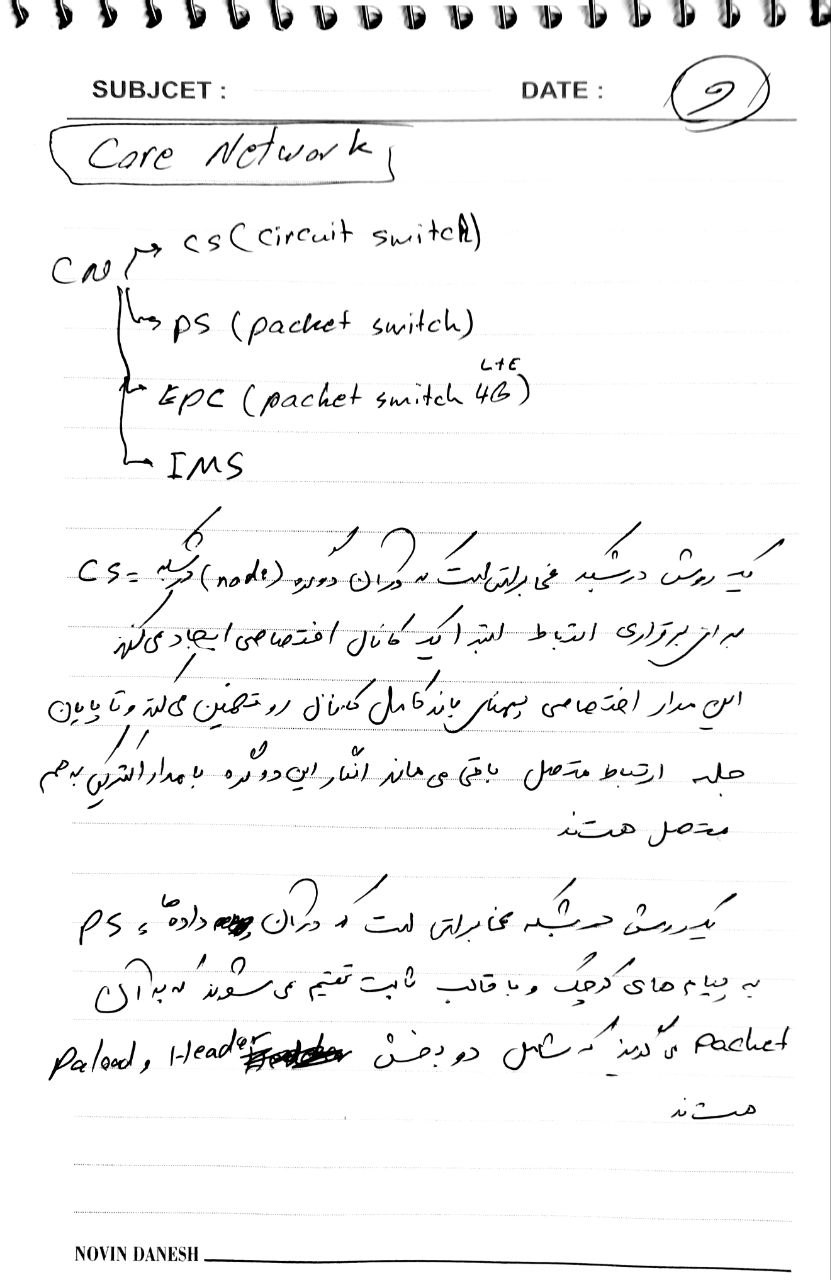 SUBJCET :
DATE :
9
Core Network
CN
CS (circuit switch)
PS (packet switch)
LTE
EPC (packet switch 4G)
IMS
CS = یک روش در شبکه مخابراتی است که در آن دو گره (node) در شبکه
برای برقراری ارتباط ابتدا یک کانال اختصاصی ایجاد می‌کنند
این مدار اختصاصی پهنای باند کامل کانال رو تضمین می‌کند و تا پایان
جلسه ارتباط متصل باقی می ماند انگار این دو گره با مدار الکتریکی به هم
متصل هستند
PS = یک روش در شبکه مخابراتی است که در آن داده ها
به پیام های کوچک و با قالب ثابت تقسیم می شوند که به آن
Packet می گویند که شامل دو بخش Header و Paload
هستند
NOVIN DANESH